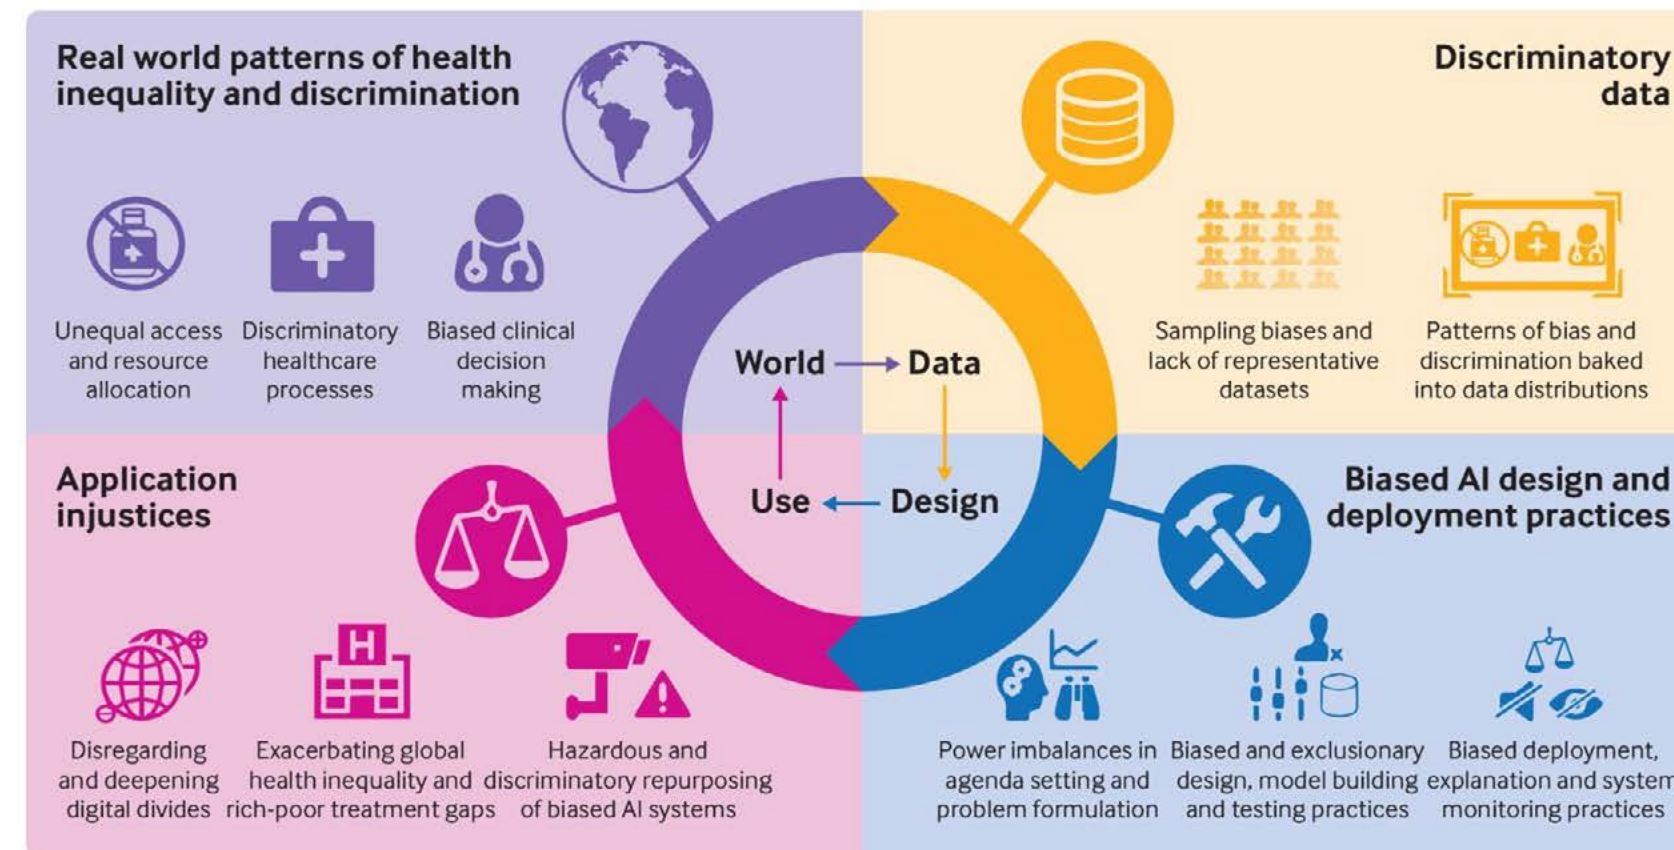 Real world patterns of health
inequality and discrimination
Unequal access
and resource
allocation
Discriminatory
healthcare
processes
Biased clinical
decision
making
Discriminatory
data
Sampling biases and
lack of representative
datasets
Patterns of bias and
discrimination baked
into data distributions
World
Data
Use
Design
Application
injustices
H
Disregarding
and deepening
digital divides
Exacerbating global
health inequality and
rich-poor treatment gaps
Hazardous and
discriminatory repurposing
of biased AI systems
Biased AI design and
deployment practices
Power imbalances in
agenda setting and
problem formulation
Biased and exclusionary
design, model building
and testing practices
Biased deployment,
explanation and system
monitoring practices